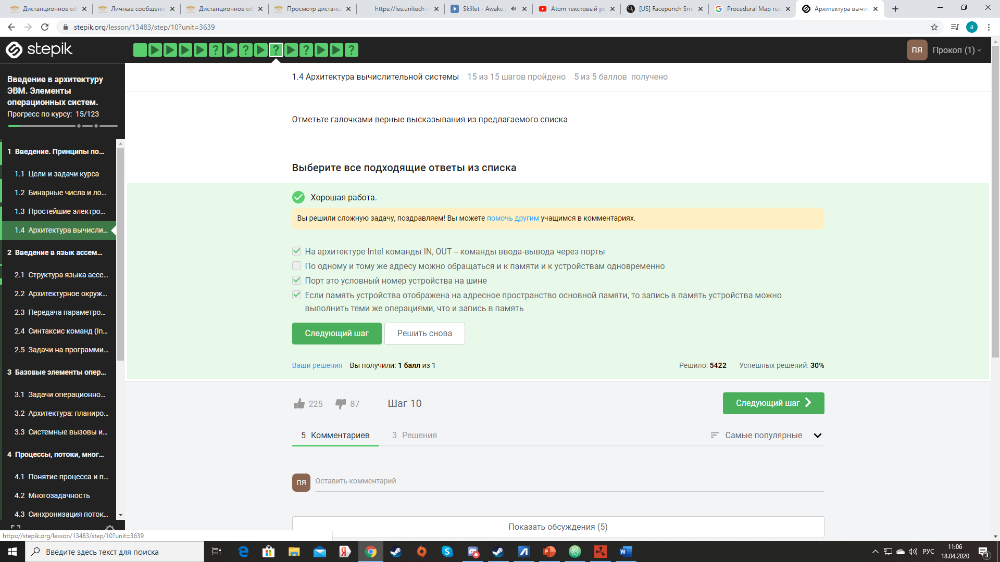 Дистанционное об
Личные сообщени
Дистанционное об
Просмотр дистанц
https://ies.unitech-r
Skillet - Awake a
Atom текстовый ре
[US] Facepunch Sma
Procedural Map rus
Архитектура вычис
stepik.org/lesson/13483/step/10?unit=3639
a
stepik
ПЯ
Прокоп (1)
Введение в архитектуру
ЭВМ. Элементы
операционных систем.
Прогресс по курсу: 15/123
1 Введение. Принципы по...
1.1 Цели и задачи курса
1.2 Бинарные числа и ло...
1.3 Простейшие электро...
1.4 Архитектура вычисли...
2 Введение в язык ассем...
2.1 Структура языка ассе...
2.2 Архитектурное окруж...
2.3 Передача параметро...
2.4 Синтаксис команд (In...
2.5 Задачи на программи...
3 Базовые элементы опер...
3.1 Задачи операционно...
3.2 Архитектура: планиро...
3.3 Системные вызовы и...
4 Процессы, потоки, мног...
4.1 Понятие процесса и п...
4.2 Многозадачность
4.3 Синхронизация поток...
1.4 Архитектура вычислительной системы 15 из 15 шагов пройдено 5 из 5 баллов получено
Отметьте галочками верные высказывания из предлагаемого списка
Выберите все подходящие ответы из списка
Хорошая работа.
Вы решили сложную задачу, поздравляем! Вы можете помочь другим учащимся в комментариях.
На архитектуре Intel команды IN, OUT -- команды ввода-вывода через порты
По одному и тому же адресу можно обращаться и к памяти и к устройствам одновременно
Порт это условный номер устройства на шине
Если память устройства отображена на адресное пространство основной памяти, то запись в память устройства можно
выполнить теми же операциями, что и запись в память
Следующий шаг
Решить снова
Ваши решения Вы получили: 1 балл из 1
Решило: 5422 Успешных решений: 30%
225 87 Шаг 10
Следующий шаг
5 Комментариев 3 Решения
Самые популярные
ПЯ
Оставить комментарий
Показать обсуждения (5)
https://stepik.org/lesson/13483/step/10?unit=3639
Введите здесь текст для поиска
РУС
11:06
18.04.2020
3